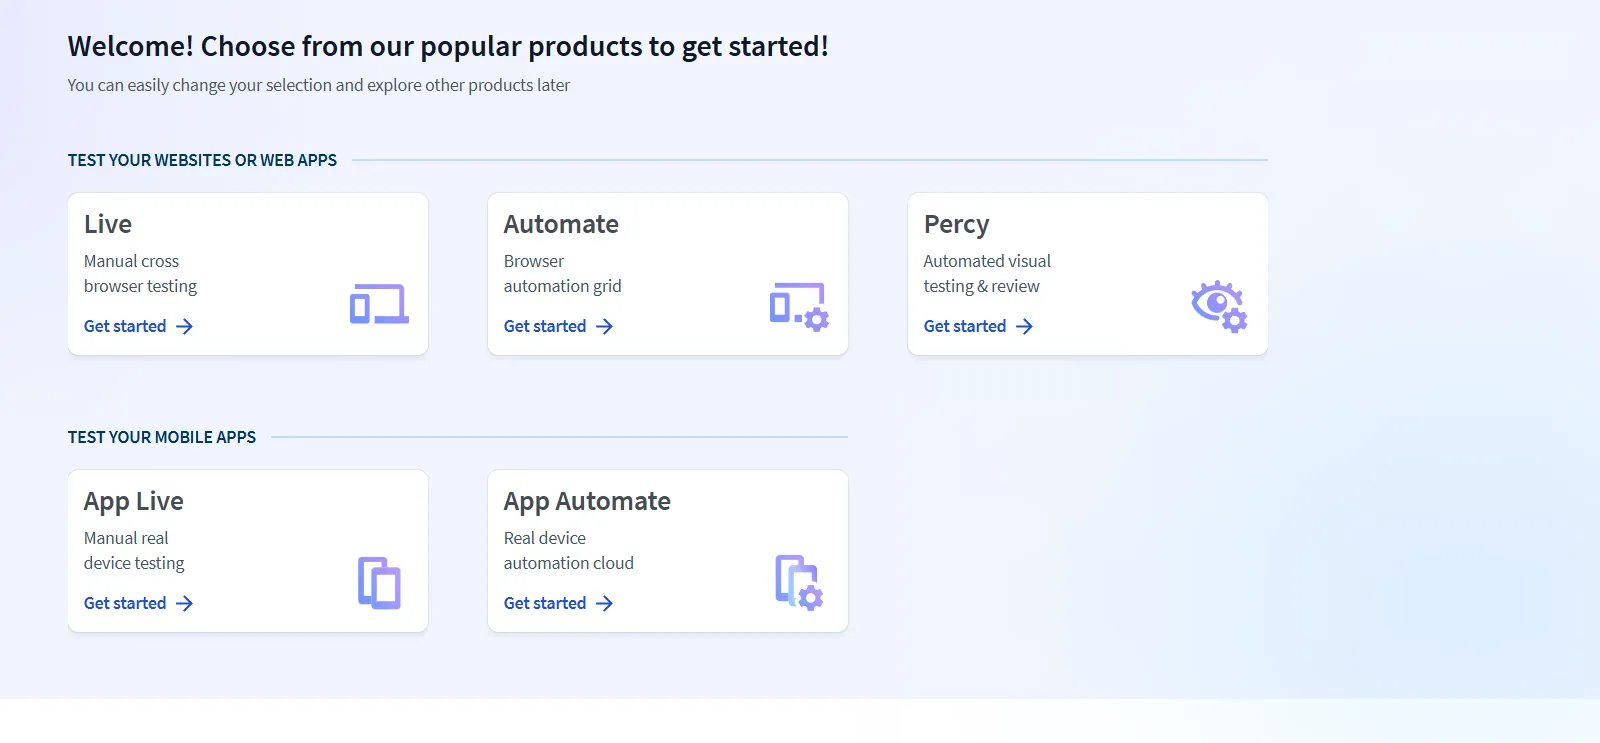 Welcome! Choose from our popular products to get started!
You can easily change your selection and explore other products later
TEST YOUR WEBSITES OR WEB APPS
Live
Manual cross
browser testing
Get started
Automate
Browser
automation grid
Get started
Percy
Automated visual
testing & review
Get started
TEST YOUR MOBILE APPS
App Live
Manual real
device testing
Get started
App Automate
Real device
automation cloud
Get started